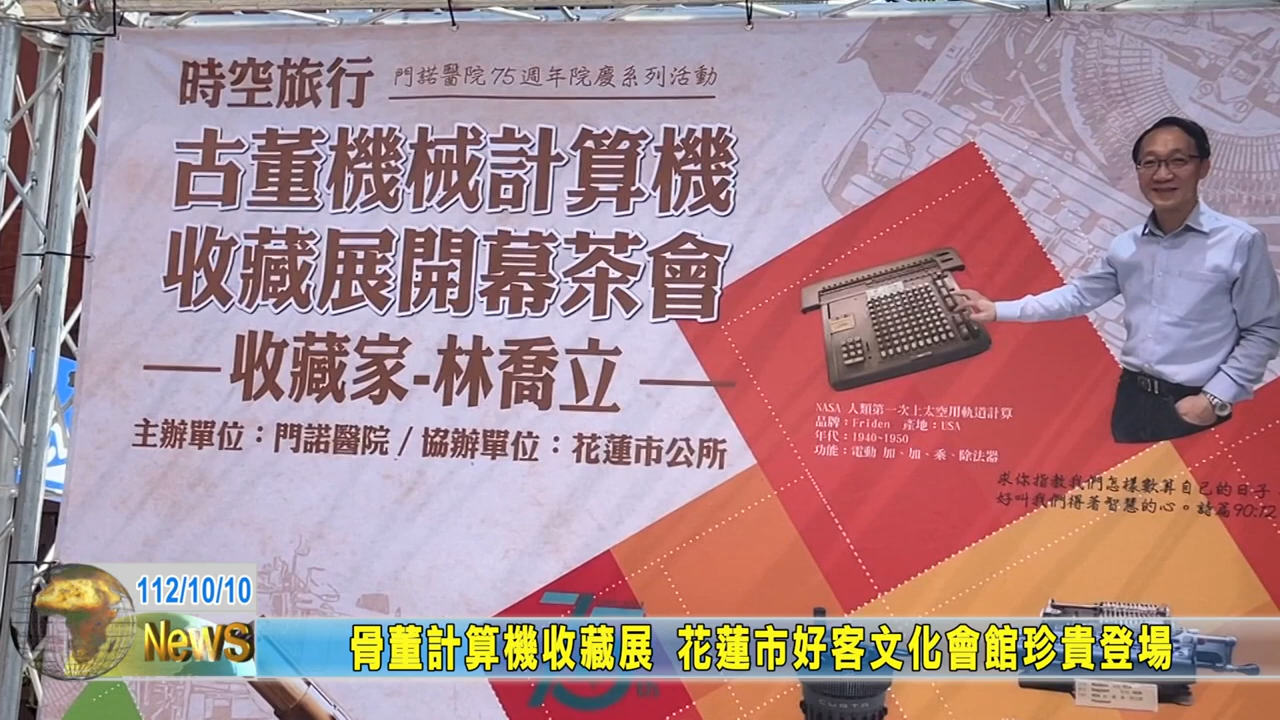 時空旅行 門諾醫院75週年院慶系列活動
古董機械計算機
收藏展開幕茶會
收藏家-林喬立
主辦單位：門諾醫院 / 協辦單位：花蓮市公所
NASA 人類第一次上太空用軌道計算
品牌：Friden 產地：USA
年代：1940~1950
功能：電動 加、加、乘、除法器
求你指教我們怎樣數算自己的日子
好叫我們得著智慧的心。詩篇90:12
75
CURTA
112/10/10
News
骨董計算機收藏展 花蓮市好客文化會館珍貴登場